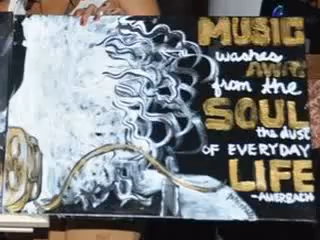 MUSIC
washes
AWAY
from the
SOUL
the dust
OF EVERYDAY
LIFE
-AUERBACH